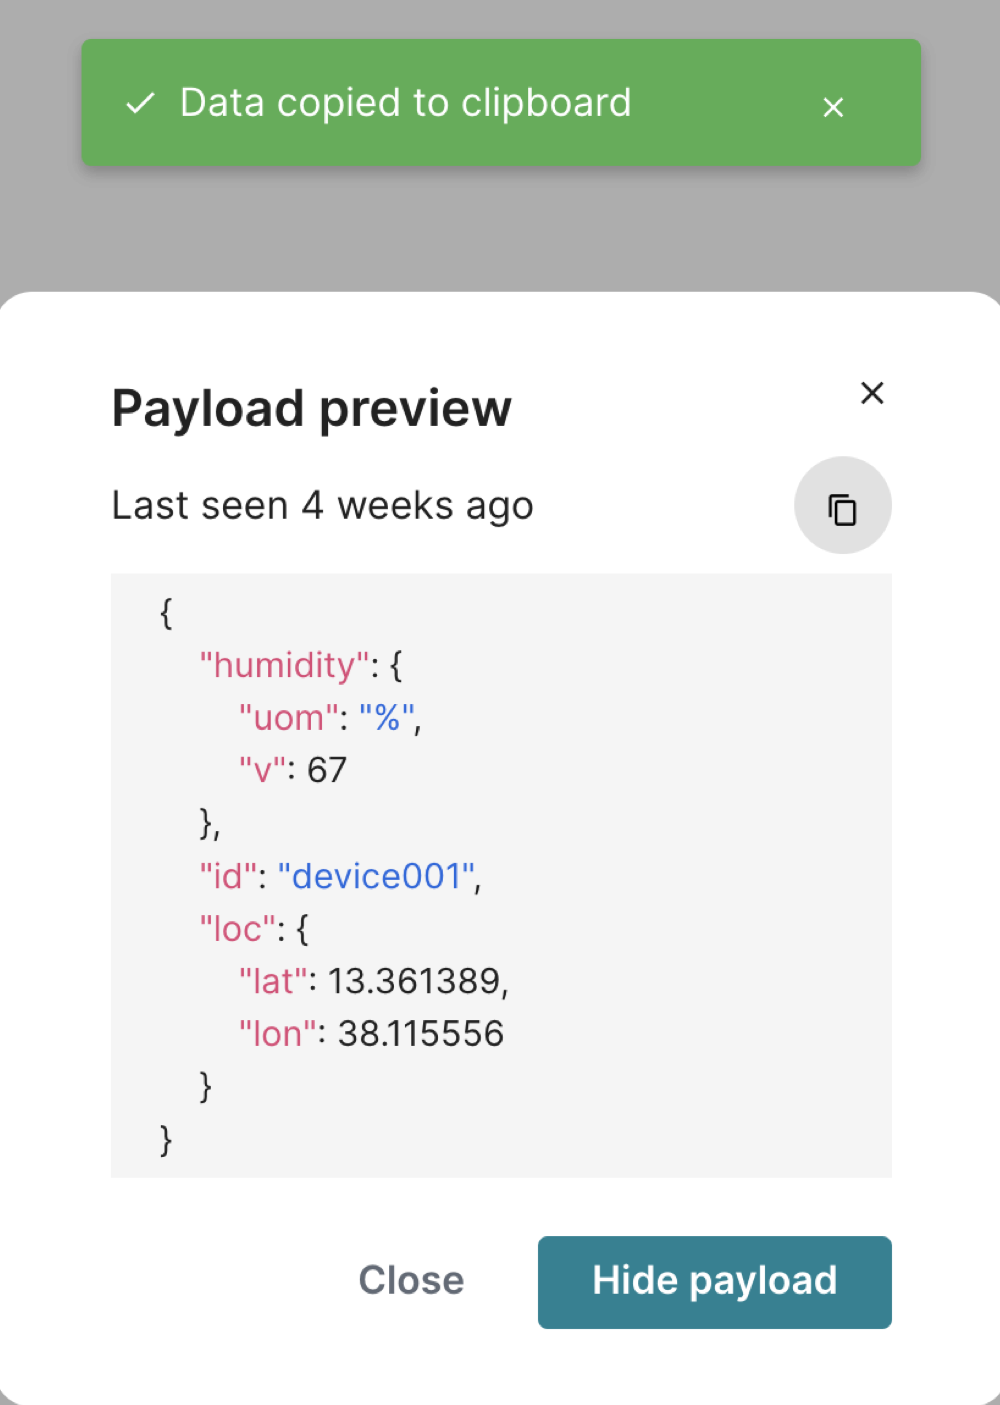 Data copied to clipboard
Payload preview
Last seen 4 weeks ago
{
"humidity": {
"uom": "%",
"v": 67
},
"id": "device001",
"loc": {
"lat": 13.361389,
"lon": 38.115556
}
}
Close
Hide payload